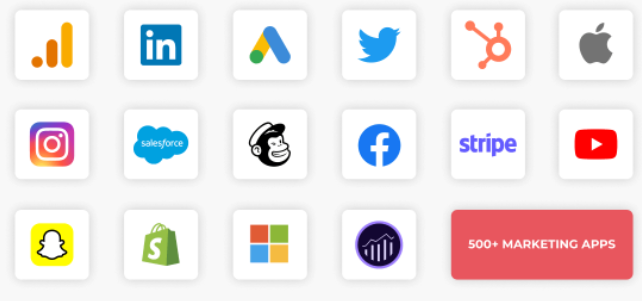 in
salesforce
stripe
S
500+ MARKETING APPS